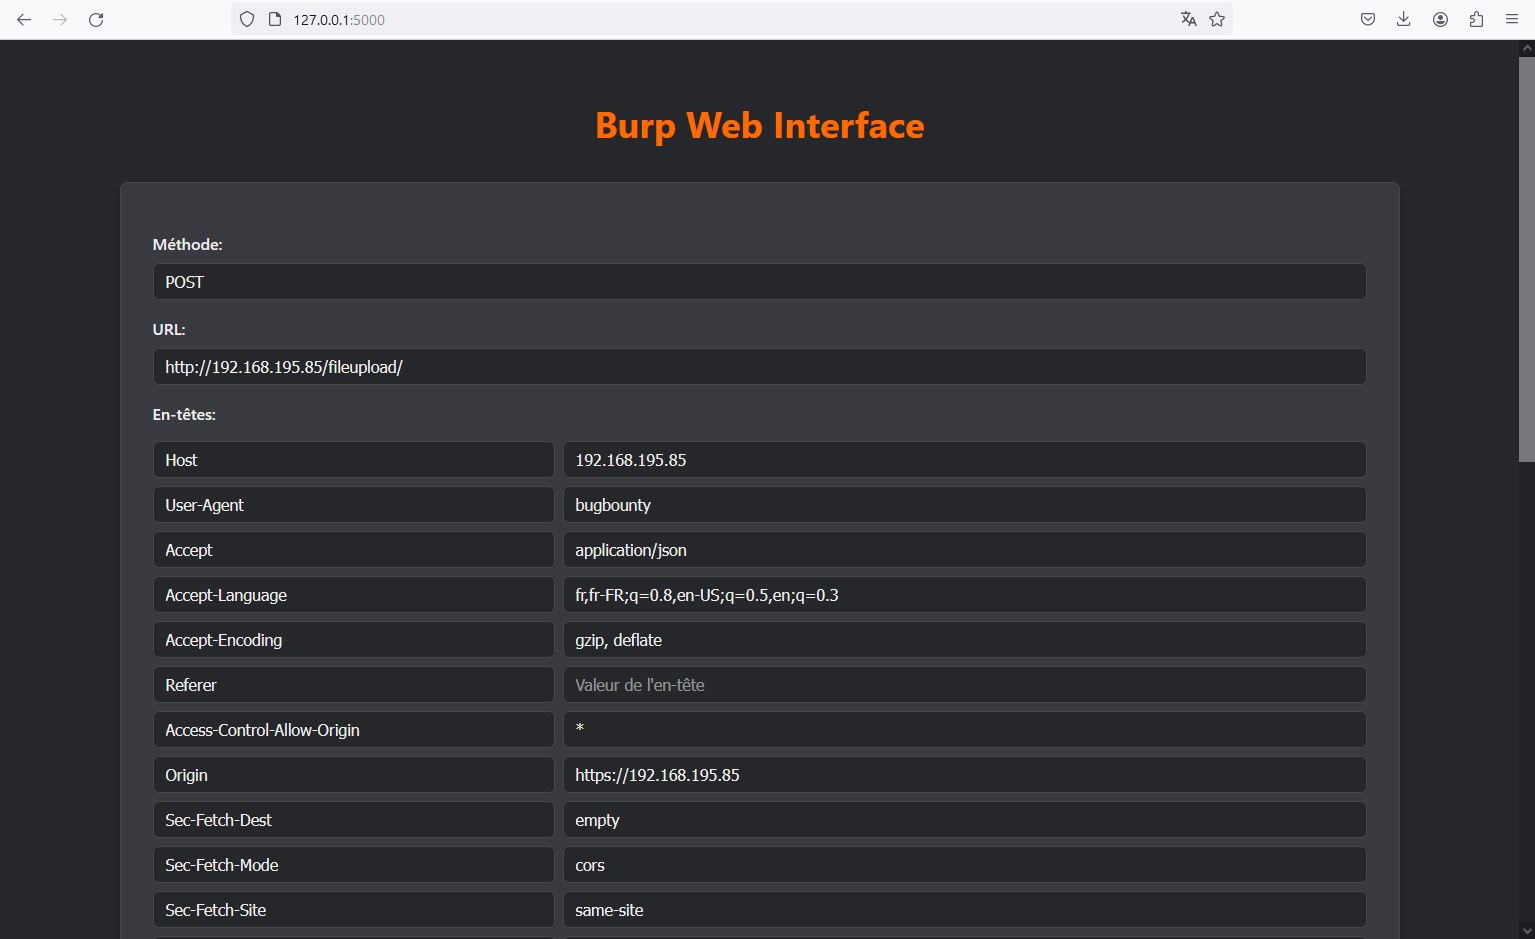 127.0.0.1:5000
Burp Web Interface
Méthode:
POST
URL:
http://192.168.195.85/fileupload/
En-têtes:
Host 192.168.195.85
User-Agent bugbounty
Accept application/json
Accept-Language fr,fr-FR;q=0.8,en-US;q=0.5,en;q=0.3
Accept-Encoding gzip, deflate
Referer Valeur de l'en-tête
Access-Control-Allow-Origin *
Origin https://192.168.195.85
Sec-Fetch-Dest empty
Sec-Fetch-Mode cors
Sec-Fetch-Site same-site